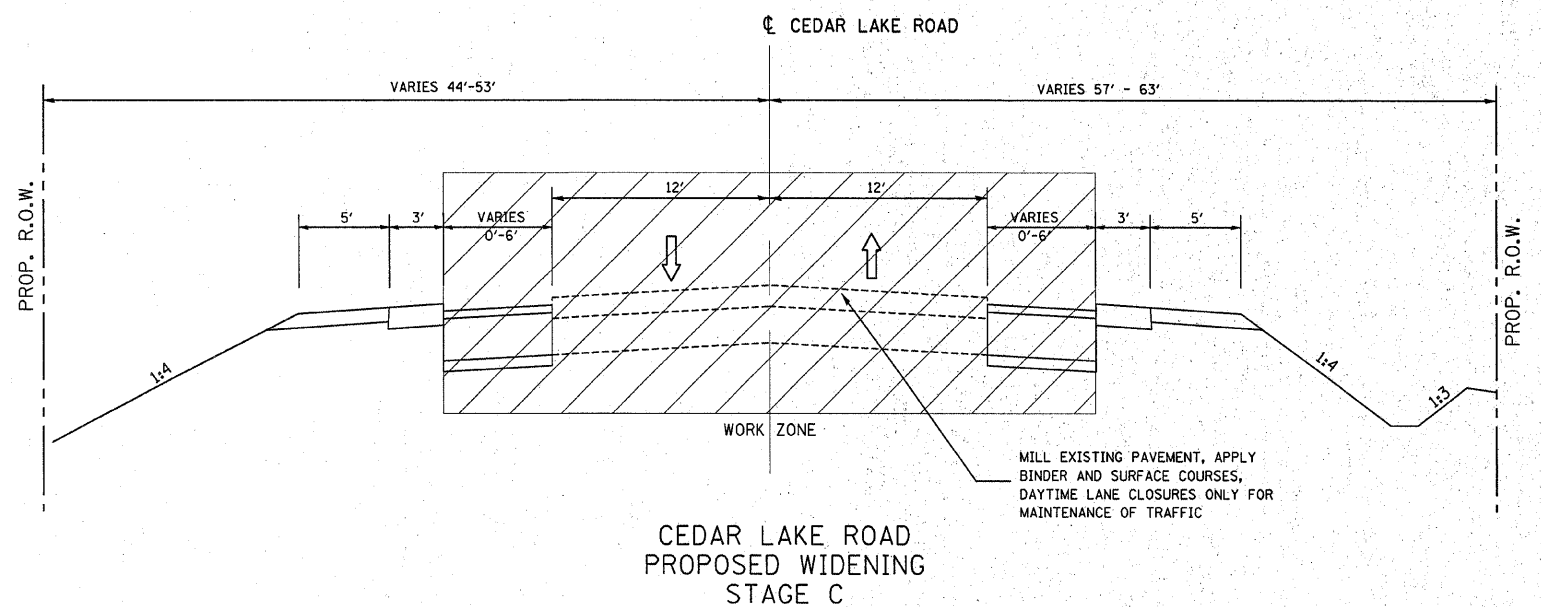 ℄ CEDAR LAKE ROAD
VARIES 44'-53'
VARIES 57' - 63'
PROP. R.O.W.
PROP. R.O.W.
12'
12'
5'
3'
VARIES
0'-6'
VARIES
0'-6'
3'
5'
1:4
1:4
1:3
WORK ZONE
MILL EXISTING PAVEMENT, APPLY
BINDER AND SURFACE COURSES,
DAYTIME LANE CLOSURES ONLY FOR
MAINTENANCE OF TRAFFIC
CEDAR LAKE ROAD
PROPOSED WIDENING
STAGE C